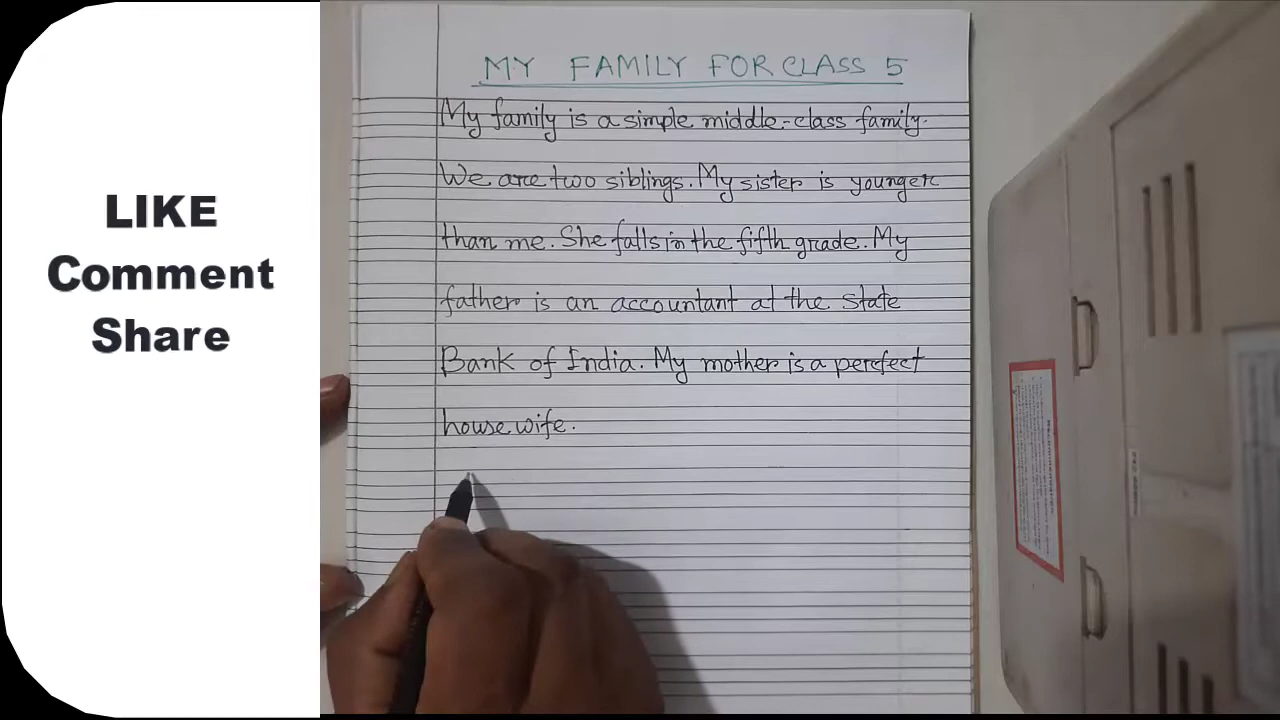 LIKE
Comment
Share
MY FAMILY FOR CLASS 5
My family is a simple middle-class family.
We are two siblings. My sister is younger
than me. She falls in the fifth grade. My
father is an accountant at the state
Bank of India. My mother is a perfect
house wife.